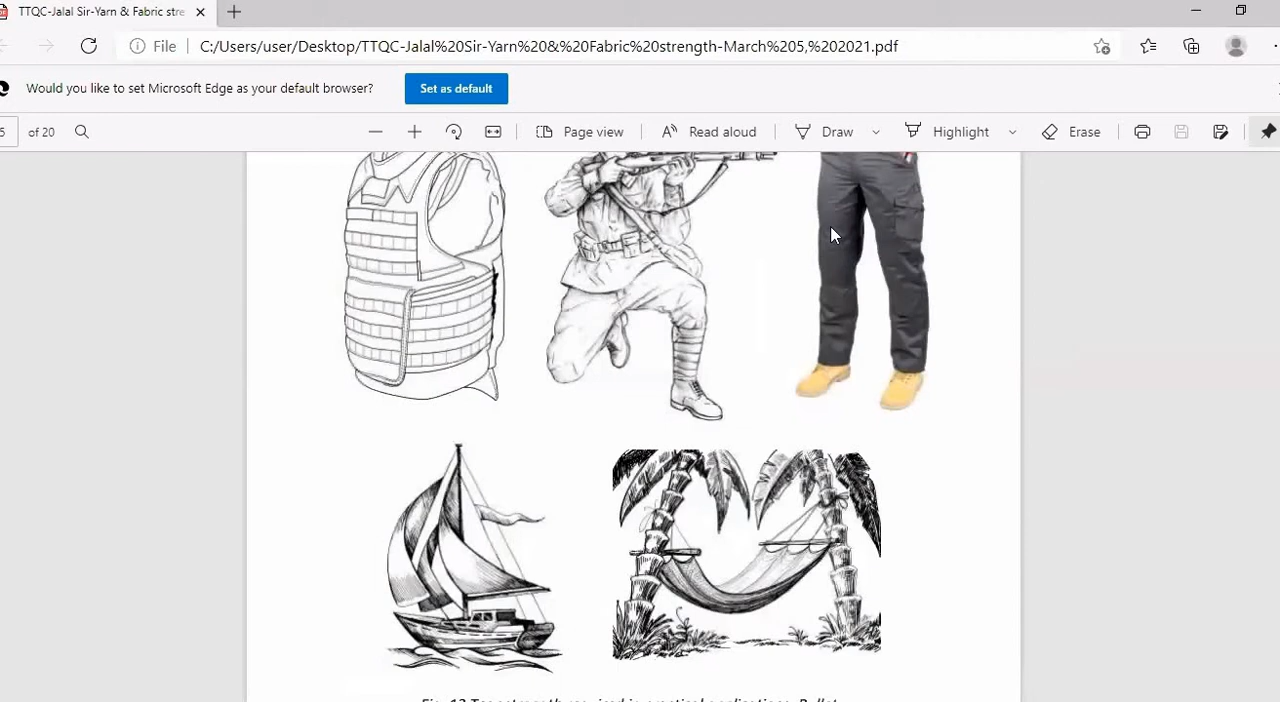 TTQC-Jalal Sir-Yarn & Fabric stre
File C:/Users/user/Desktop/TTQC-Jalal%20Sir-Yarn%20&%20Fabric%20strength-March%205,%202021.pdf
Would you like to set Microsoft Edge as your default browser? Set as default
5 of 20 Page view Read aloud Draw Highlight Erase